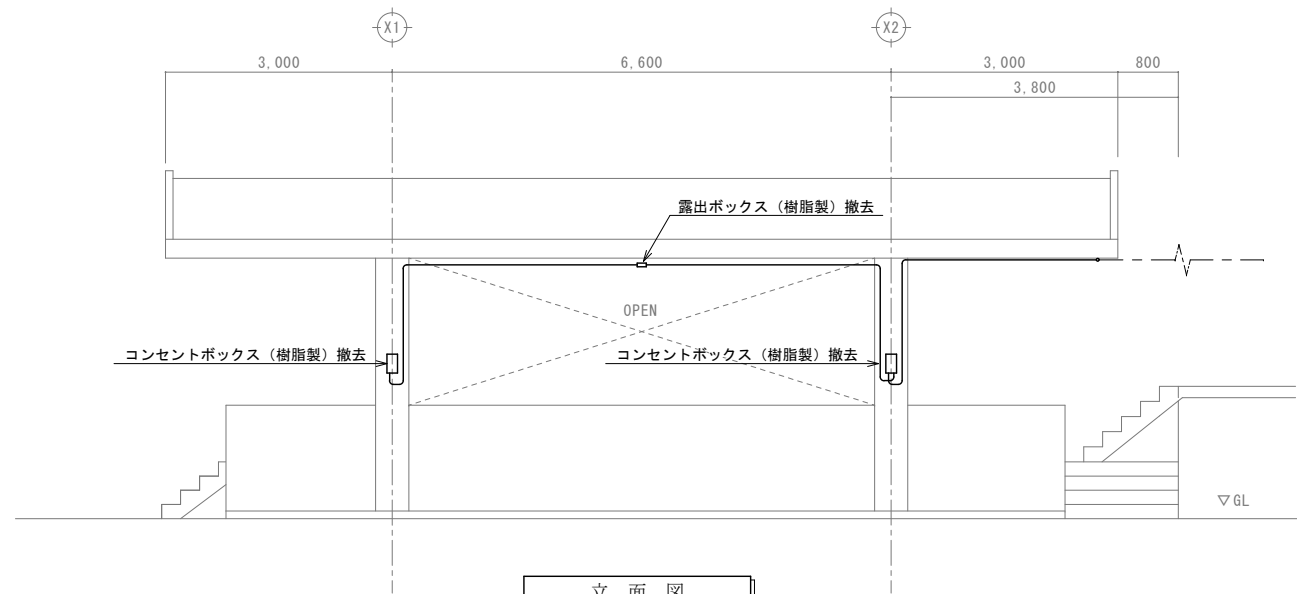 X1
X2
3,000
6,600
3,000
800
3,800
露出ボックス（樹脂製）撤去
OPEN
コンセントボックス（樹脂製）撤去
コンセントボックス（樹脂製）撤去
▽GL
立 面 図